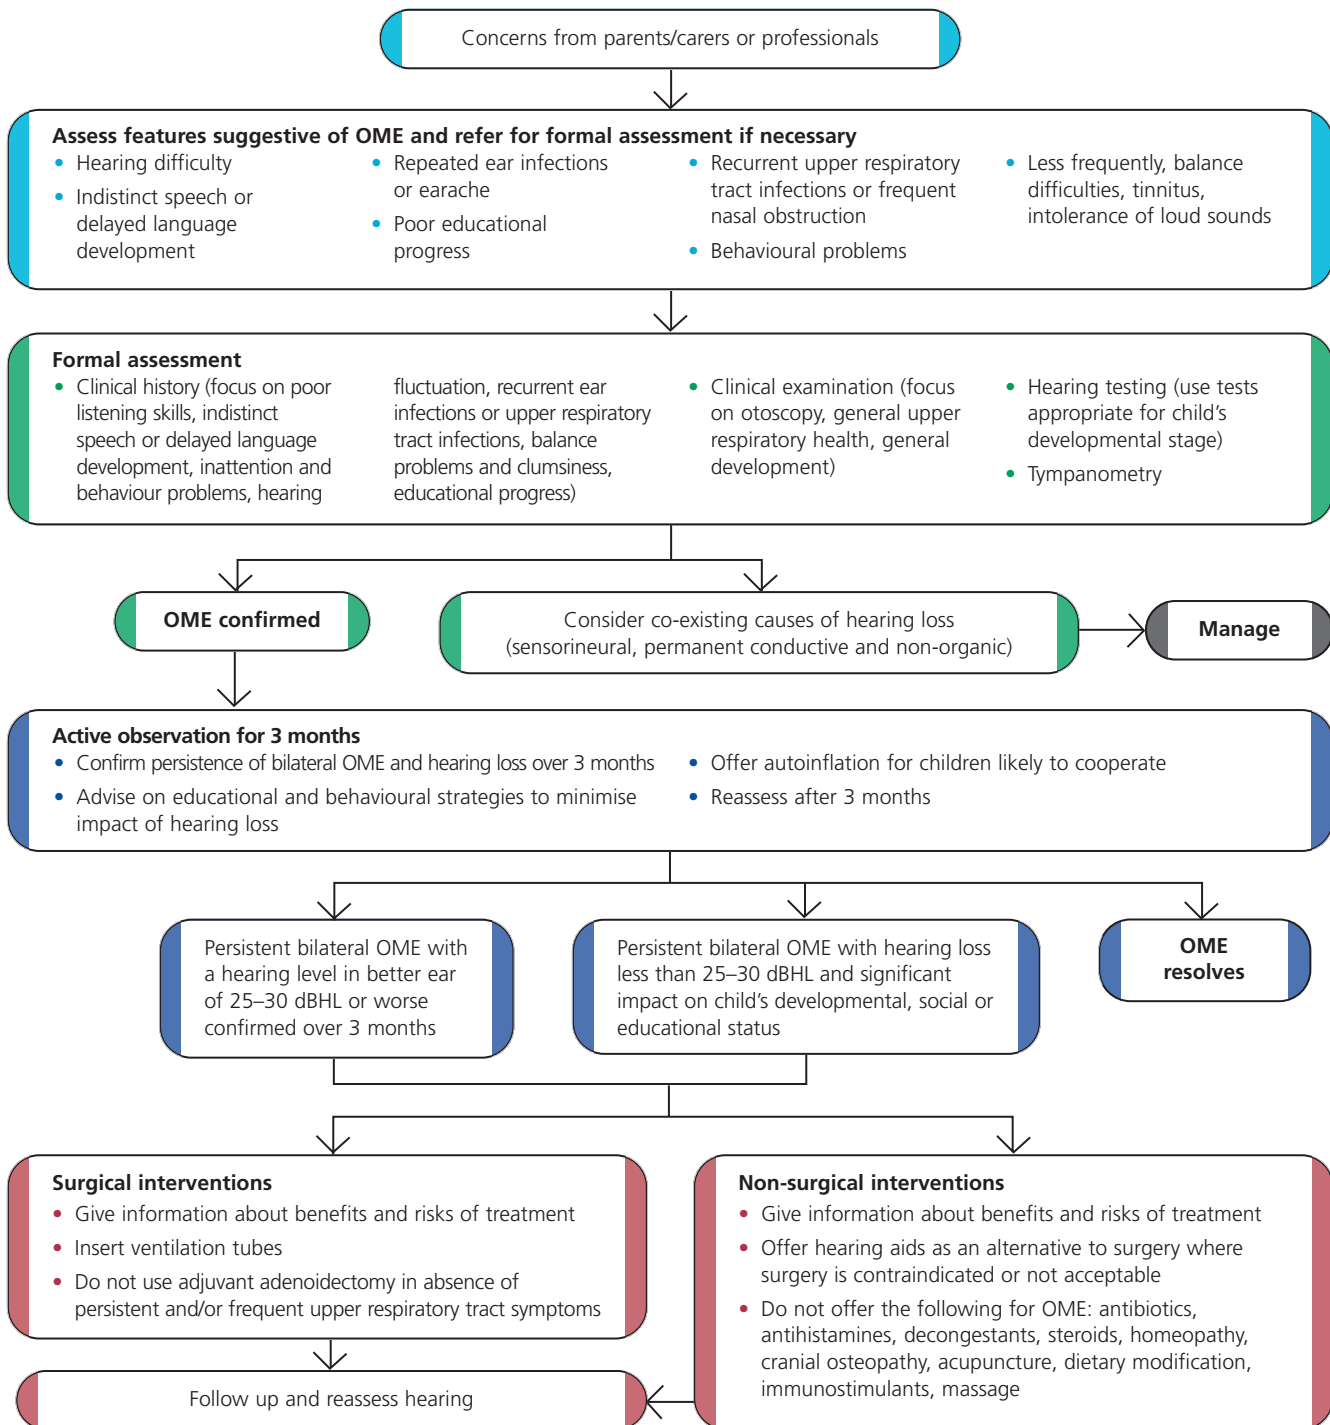 Concerns from parents/carers or professionals
Assess features suggestive of OME and refer for formal assessment if necessary
• Hearing difficulty
• Indistinct speech or
delayed language
development
• Repeated ear infections
or earache
• Poor educational
progress
• Recurrent upper respiratory
tract infections or frequent
nasal obstruction
• Behavioural problems
• Less frequently, balance
difficulties, tinnitus,
intolerance of loud sounds
Formal assessment
• Clinical history (focus on poor
listening skills, indistinct
speech or delayed language
development, inattention and
behaviour problems, hearing
fluctuation, recurrent ear
infections or upper respiratory
tract infections, balance
problems and clumsiness,
educational progress)
• Clinical examination (focus
on otoscopy, general upper
respiratory health, general
development)
• Hearing testing (use tests
appropriate for child's
developmental stage)
• Tympanometry
OME confirmed
Consider co-existing causes of hearing loss
(sensorineural, permanent conductive and non-organic)
Manage
Active observation for 3 months
• Confirm persistence of bilateral OME and hearing loss over 3 months
• Advise on educational and behavioural strategies to minimise
impact of hearing loss
• Offer autoinflation for children likely to cooperate
• Reassess after 3 months
Persistent bilateral OME with
a hearing level in better ear
of 25–30 dBHL or worse
confirmed over 3 months
Persistent bilateral OME with hearing loss
less than 25–30 dBHL and significant
impact on child's developmental, social or
educational status
OME
resolves
Surgical interventions
• Give information about benefits and risks of treatment
• Insert ventilation tubes
• Do not use adjuvant adenoidectomy in absence of
persistent and/or frequent upper respiratory tract symptoms
Non-surgical interventions
• Give information about benefits and risks of treatment
• Offer hearing aids as an alternative to surgery where
surgery is contraindicated or not acceptable
• Do not offer the following for OME: antibiotics,
antihistamines, decongestants, steroids, homeopathy,
cranial osteopathy, acupuncture, dietary modification,
immunostimulants, massage
Follow up and reassess hearing